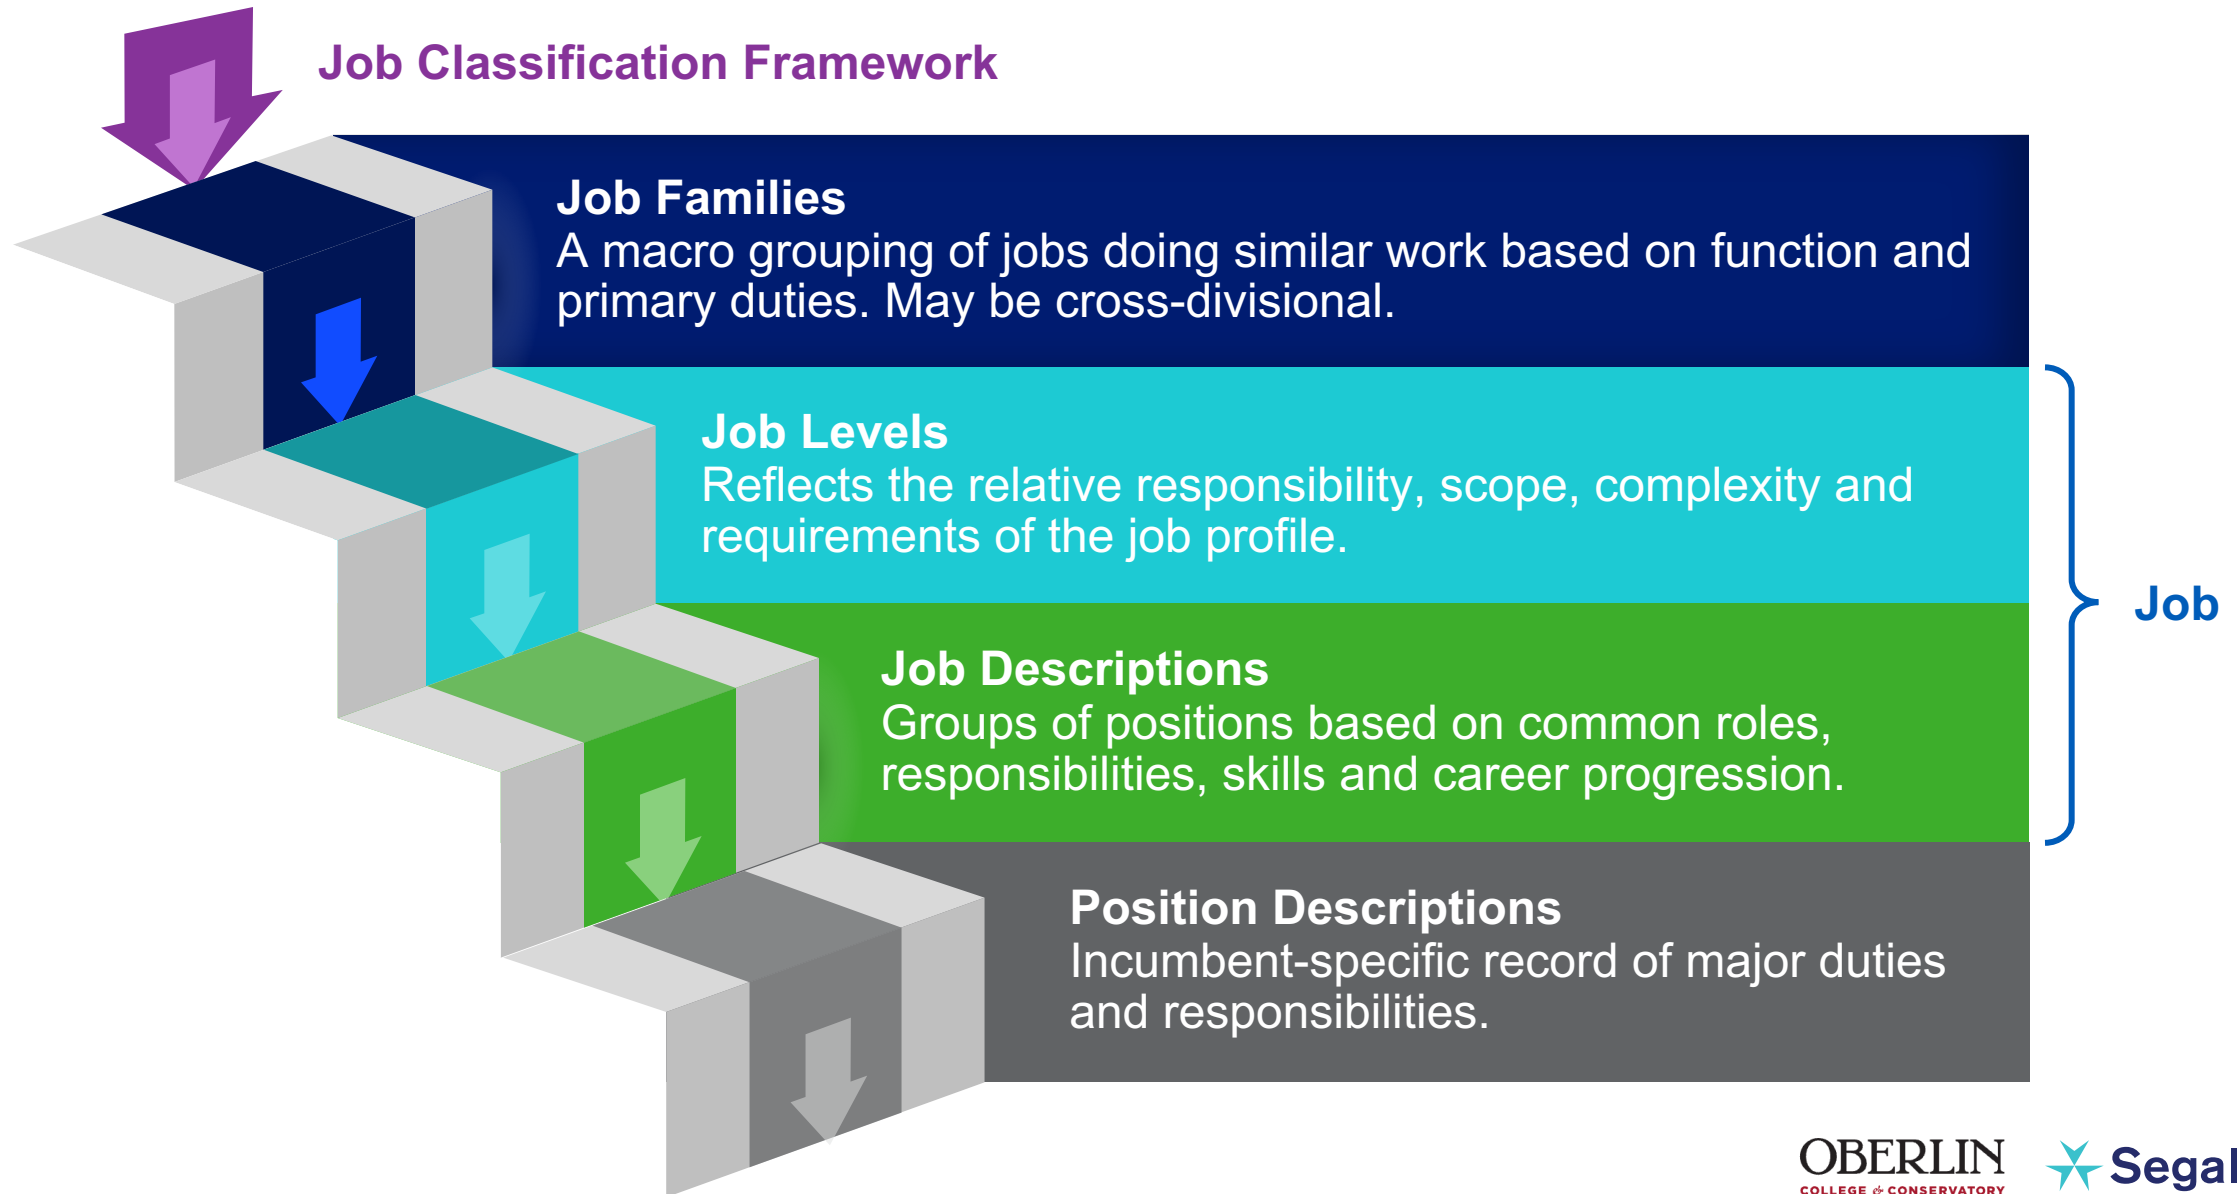 Job Classification Framework
Job Families
A macro grouping of jobs doing similar work based on function and
primary duties. May be cross-divisional.
Job Levels
Reflects the relative responsibility, scope, complexity and
requirements of the job profile.
Job
Job Descriptions
Groups of positions based on common roles,
responsibilities, skills and career progression.
Position Descriptions
Incumbent-specific record of major duties
and responsibilities.
OBERLIN
COLLEGE & CONSERVATORY
Segal